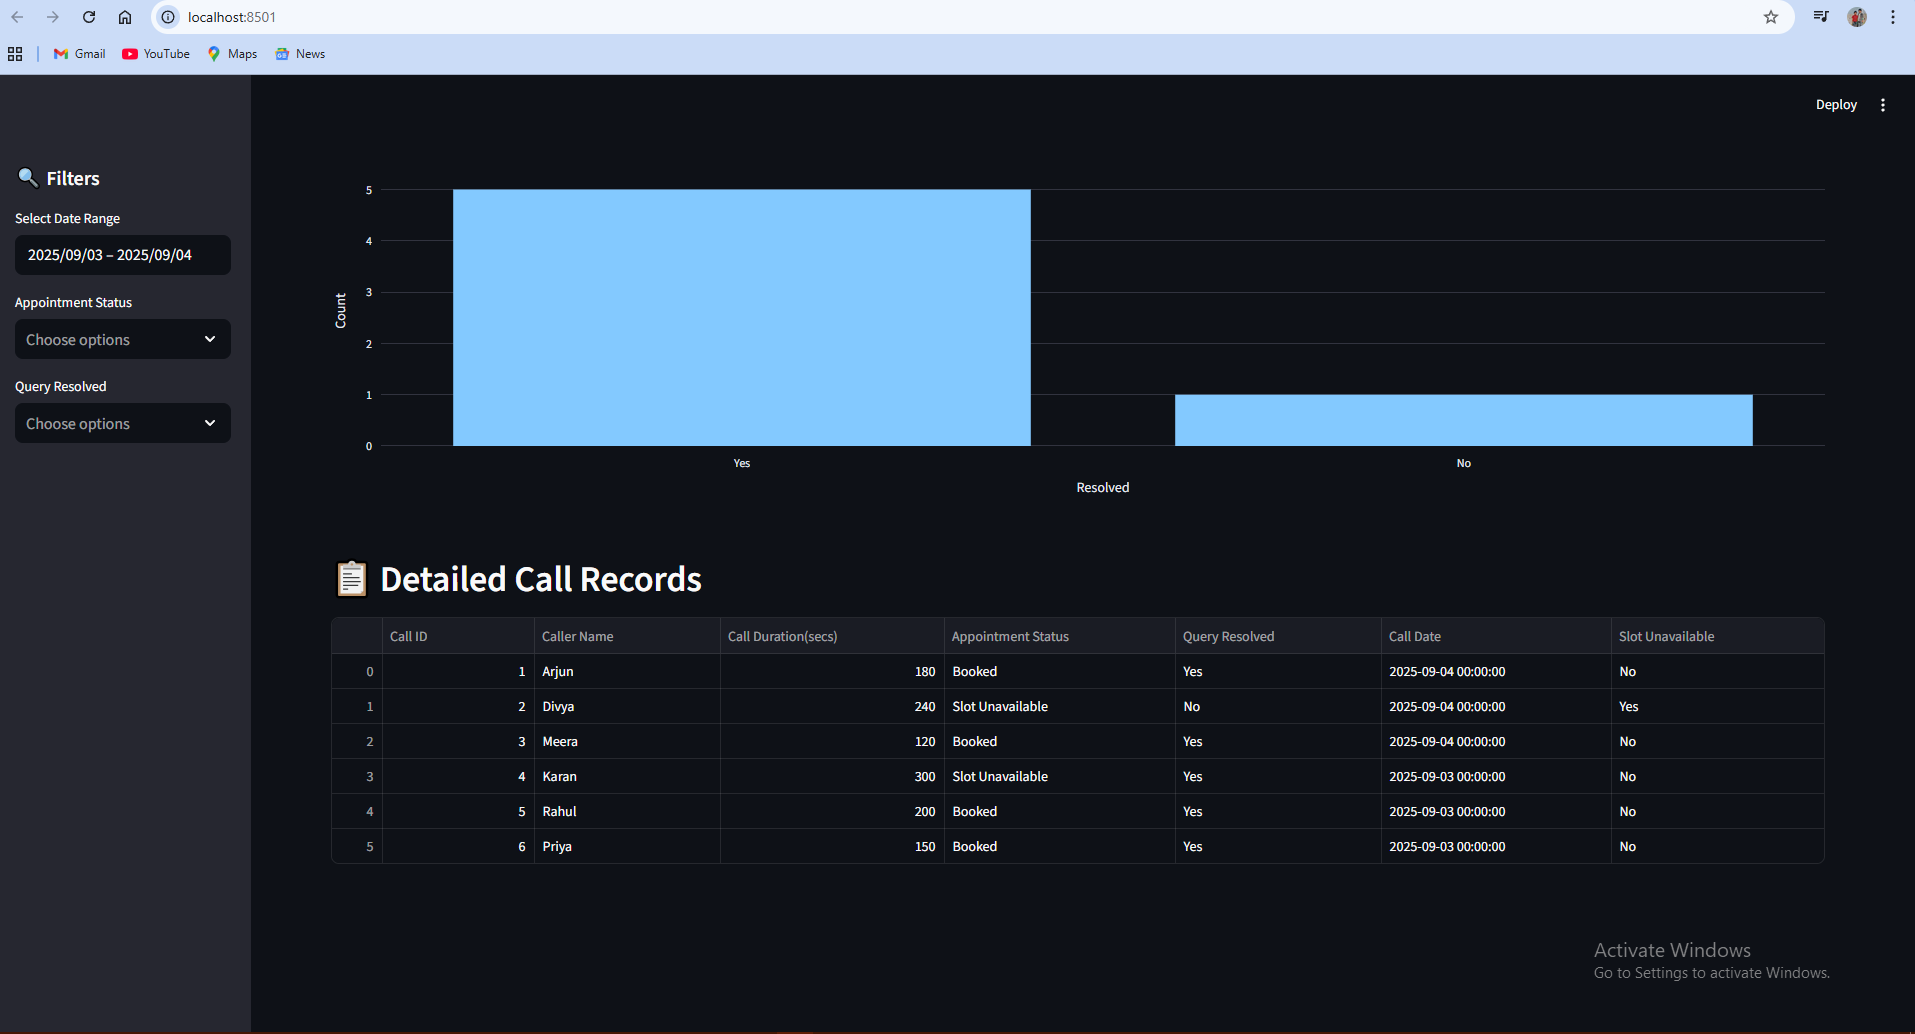 localhost:8501
Gmail YouTube Maps News
Deploy
Filters
Select Date Range
2025/09/03 – 2025/09/04
Appointment Status
Choose options
Query Resolved
Choose options
5
4
3
2
1
0
Count
Yes No
Resolved
Detailed Call Records
Call ID Caller Name Call Duration(secs) Appointment Status Query Resolved Call Date Slot Unavailable
0 1 Arjun 180 Booked Yes 2025-09-04 00:00:00 No
1 2 Divya 240 Slot Unavailable No 2025-09-04 00:00:00 Yes
2 3 Meera 120 Booked Yes 2025-09-04 00:00:00 No
3 4 Karan 300 Slot Unavailable Yes 2025-09-03 00:00:00 No
4 5 Rahul 200 Booked Yes 2025-09-03 00:00:00 No
5 6 Priya 150 Booked Yes 2025-09-03 00:00:00 No
Activate Windows
Go to Settings to activate Windows.